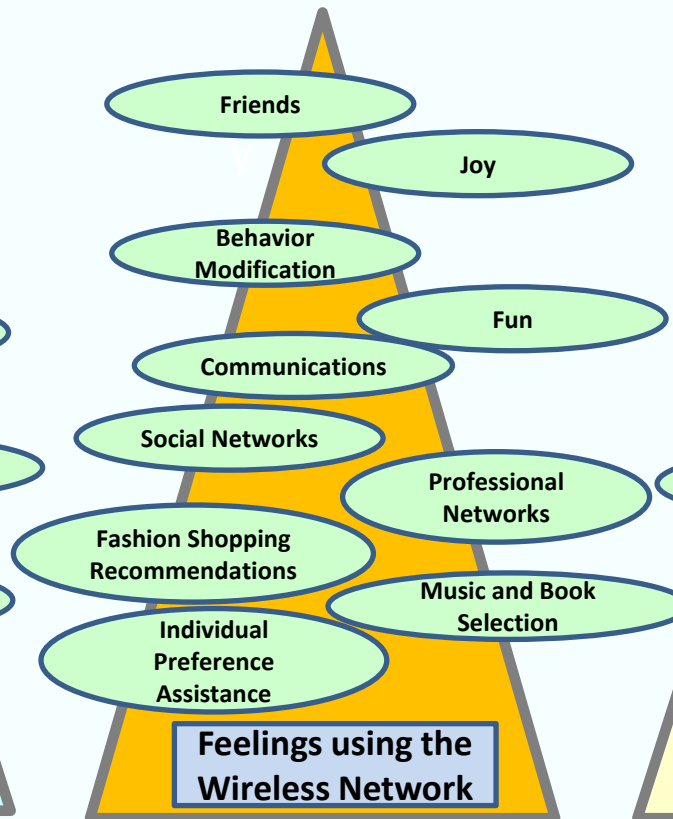 Friends
Joy
Behavior
Modification
Fun
Communications
Social Networks
Professional
Networks
Fashion Shopping
Recommendations
Music and Book
Selection
Individual
Preference
Assistance
Feelings using the
Wireless Network